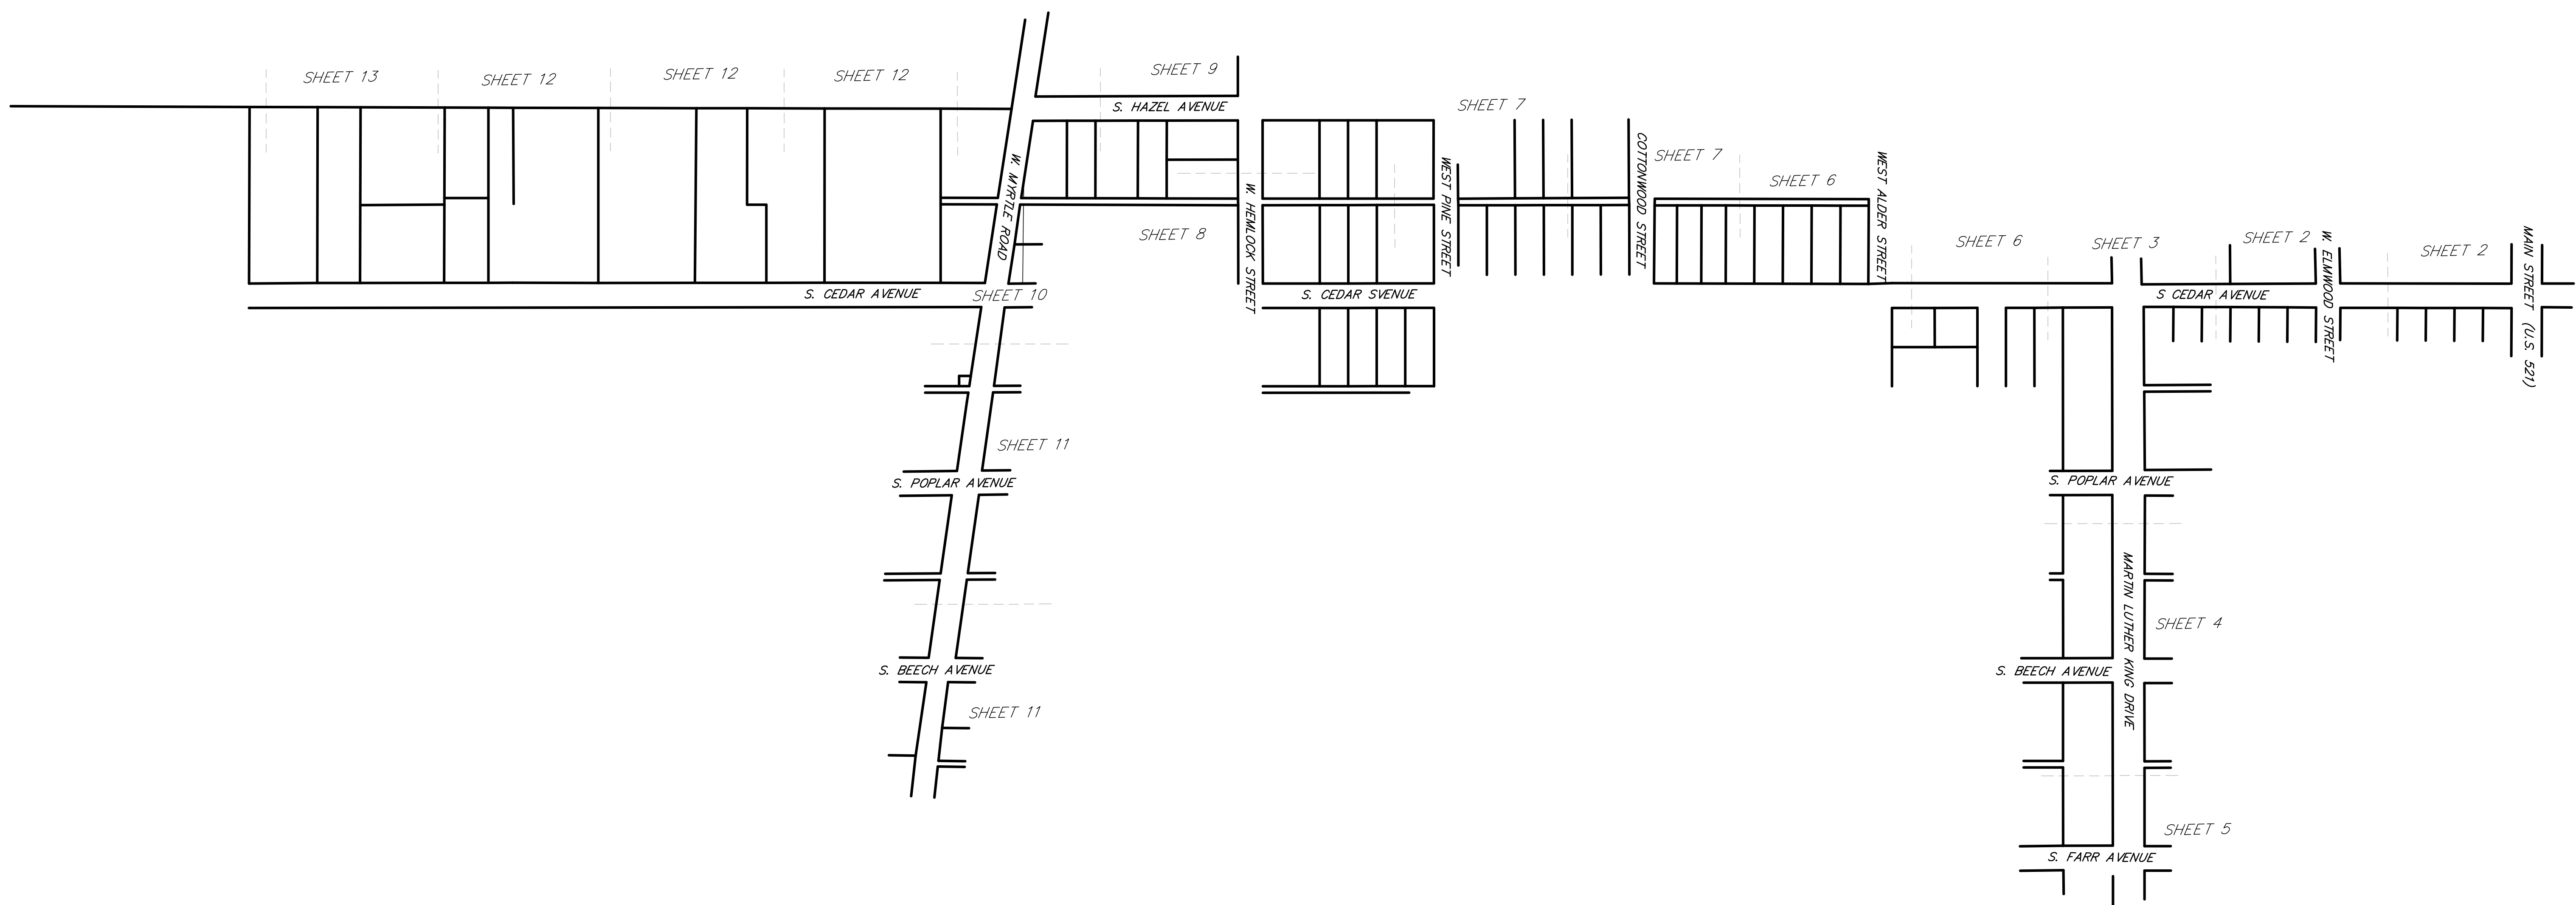 SHEET 13
SHEET 12
SHEET 12
SHEET 12
SHEET 9
S. HAZEL AVENUE
SHEET 7
COTTONWOOD STREET
SHEET 7
SHEET 6
WEST ALDER STREET
W. MYRTLE ROAD
W. HEMLOCK STREET
WEST PINE STREET
SHEET 8
SHEET 6
SHEET 3
SHEET 2
W. ELMWOOD STREET
SHEET 2
MAIN STREET (U.S. 521)
S. CEDAR AVENUE
SHEET 10
S. CEDAR SVENUE
S CEDAR AVENUE
SHEET 11
S. POPLAR AVENUE
S. POPLAR AVENUE
MARTIN LUTHER KING DRIVE
SHEET 4
S. BEECH AVENUE
S. BEECH AVENUE
SHEET 11
SHEET 5
S. FARR AVENUE